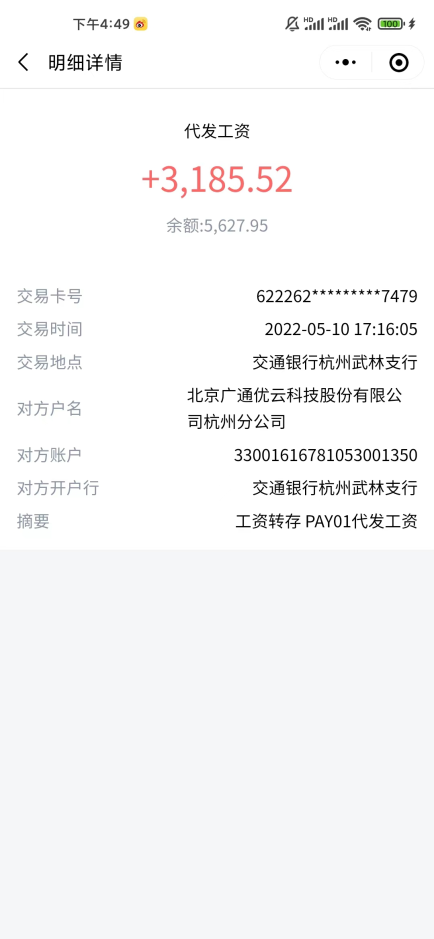 下午4:49
HD HD 100
明细详情
代发工资
+3,185.52
余额:5,627.95
交易卡号 622262*********7479
交易时间 2022-05-10 17:16:05
交易地点 交通银行杭州武林支行
对方户名 北京广通优云科技股份有限公
司杭州分公司
对方账户 33001616781053001350
对方开户行 交通银行杭州武林支行
摘要 工资转存 PAY01代发工资